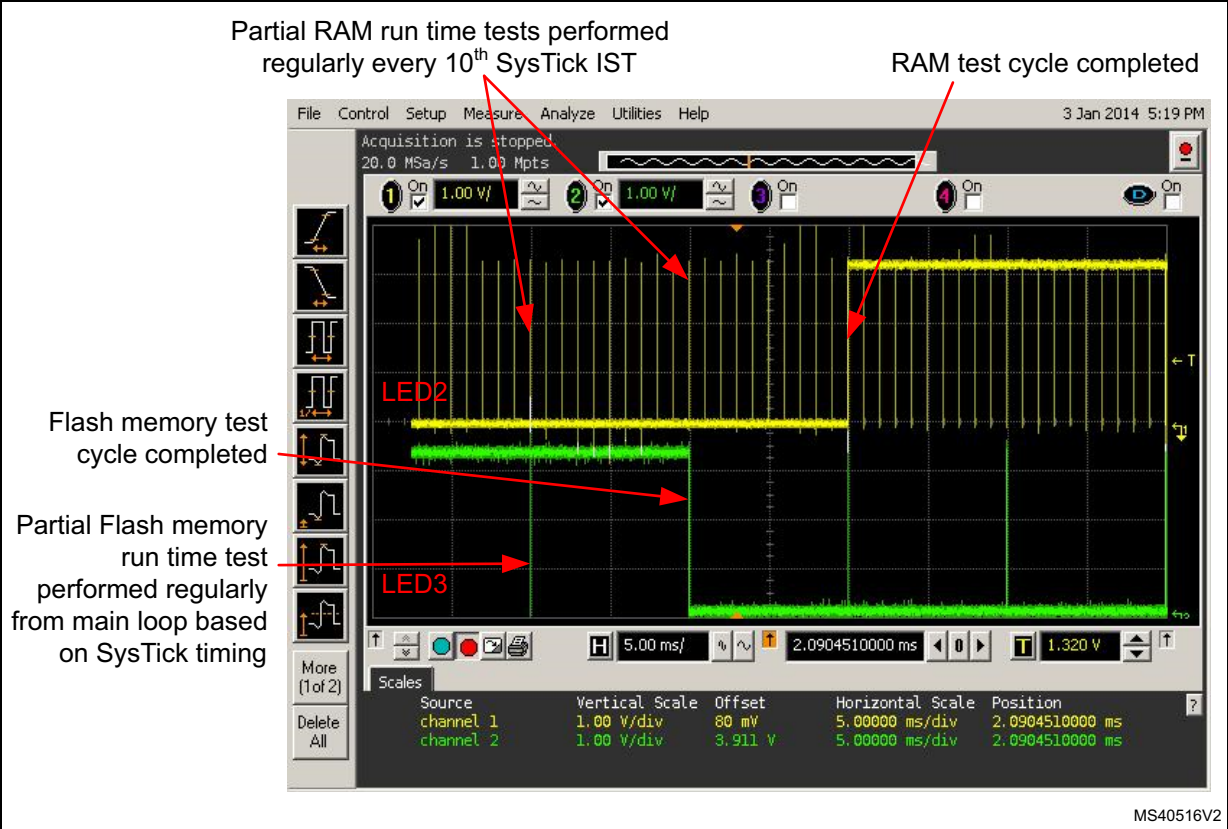 Partial RAM run time tests performed
regularly every 10th SysTick IST
RAM test cycle completed
File Control Setup Measure Analyze Utilities Help
3 Jan 2014 5:19 PM
Acquisition is stopped.
20.0 MSa/s 1.00 Mpts
1 On 1.00 V/ 2 On 1.00 V/ 3 On 4 On D On
LED2
T
Flash memory test
cycle completed
1
Partial Flash memory
run time test
performed regularly
from main loop based
on SysTick timing
LED3
H 5.00 ms/ 2.0904510000 ms 0 T 1.320 V
More
(1of 2)
Delete
All
Scales
Source Vertical Scale Offset Horizontal Scale Position
channel 1 1.00 V/div 80 mV 5.00000 ms/div 2.0904510000 ms
channel 2 1.00 V/div 3.911 V 5.00000 ms/div 2.0904510000 ms
?
MS40516V2